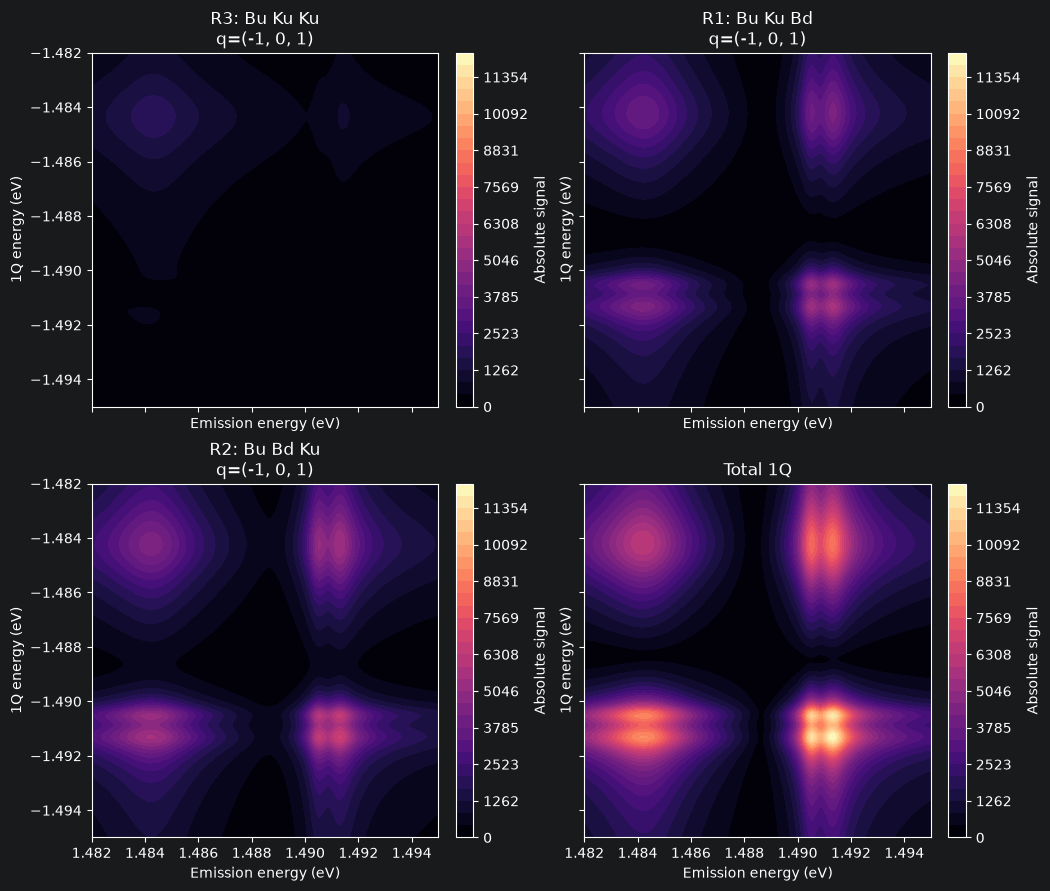 R3: Bu Ku Ku
q=(-1, 0, 1)
−1.482
−1.484
−1.486
−1.488
−1.490
−1.492
−1.494
1Q energy (eV)
Emission energy (eV)
11354
10092
8831
7569
6308
5046
3785
2523
1262
0
Absolute signal
R1: Bu Ku Bd
q=(-1, 0, 1)
1Q energy (eV)
Emission energy (eV)
11354
10092
8831
7569
6308
5046
3785
2523
1262
0
Absolute signal
R2: Bu Bd Ku
q=(-1, 0, 1)
−1.482
−1.484
−1.486
−1.488
−1.490
−1.492
−1.494
1Q energy (eV)
1.482 1.484 1.486 1.488 1.490 1.492 1.494
Emission energy (eV)
11354
10092
8831
7569
6308
5046
3785
2523
1262
0
Absolute signal
Total 1Q
1Q energy (eV)
1.482 1.484 1.486 1.488 1.490 1.492 1.494
Emission energy (eV)
11354
10092
8831
7569
6308
5046
3785
2523
1262
0
Absolute signal